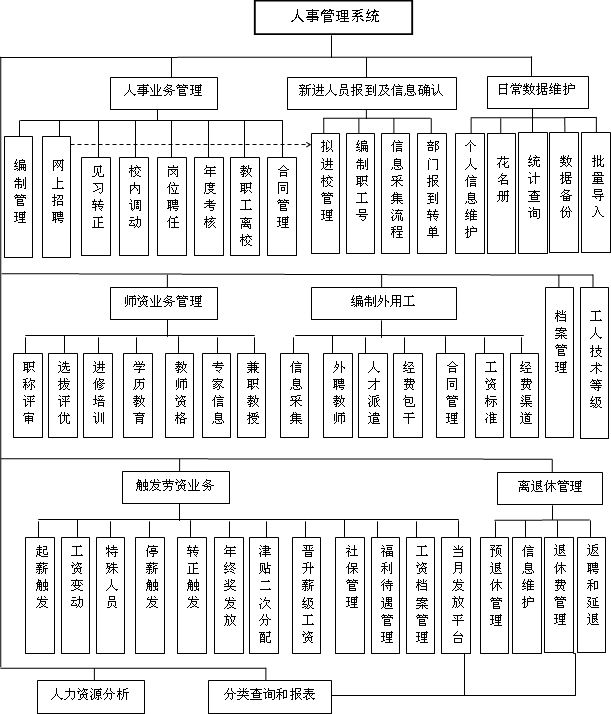 人事管理系统
人事业务管理
新进人员报到及信息确认
日常数据维护
编制管理
网上招聘
见习转正
校内调动
岗位聘任
年度考核
教职工离校
合同管理
拟进校管理
编制职工号
信息采集流程
部门报到转单
个人信息维护
花名册
统计查询
数据备份
批量导入
师资业务管理
编制外用工
档案管理
工人技术等级
职称评审
选拔评优
进修培训
学历教育
教师资格
专家信息
兼职教授
信息采集
外聘教师
人才派遣
经费包干
合同管理
工资标准
经费渠道
触发劳资业务
离退休管理
起薪触发
工资变动
特殊人员
停薪触发
转正触发
年终奖发放
津贴二次分配
晋升薪级工资
社保管理
福利待遇管理
工资档案管理
当月发放平台
预退休管理
信息维护
退休费管理
返聘和延退
人力资源分析
分类查询和报表